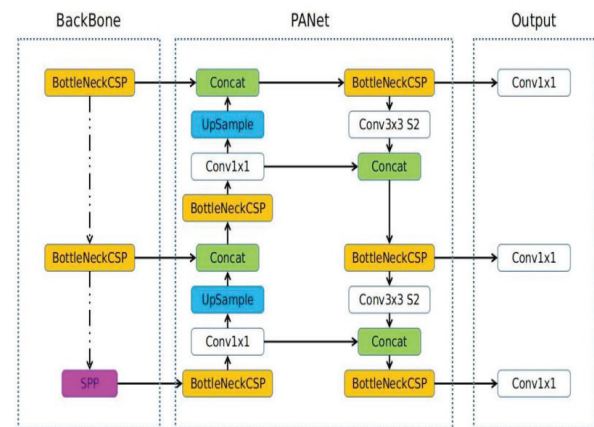 BackBone PANet Output
BottleNeckCSP Concat BottleNeckCSP Conv1x1
UpSample Conv3x3 S2
Conv1x1 Concat
BottleNeckCSP
BottleNeckCSP Concat BottleNeckCSP Conv1x1
UpSample Conv3x3 S2
Conv1x1 Concat
SPP BottleNeckCSP BottleNeckCSP Conv1x1